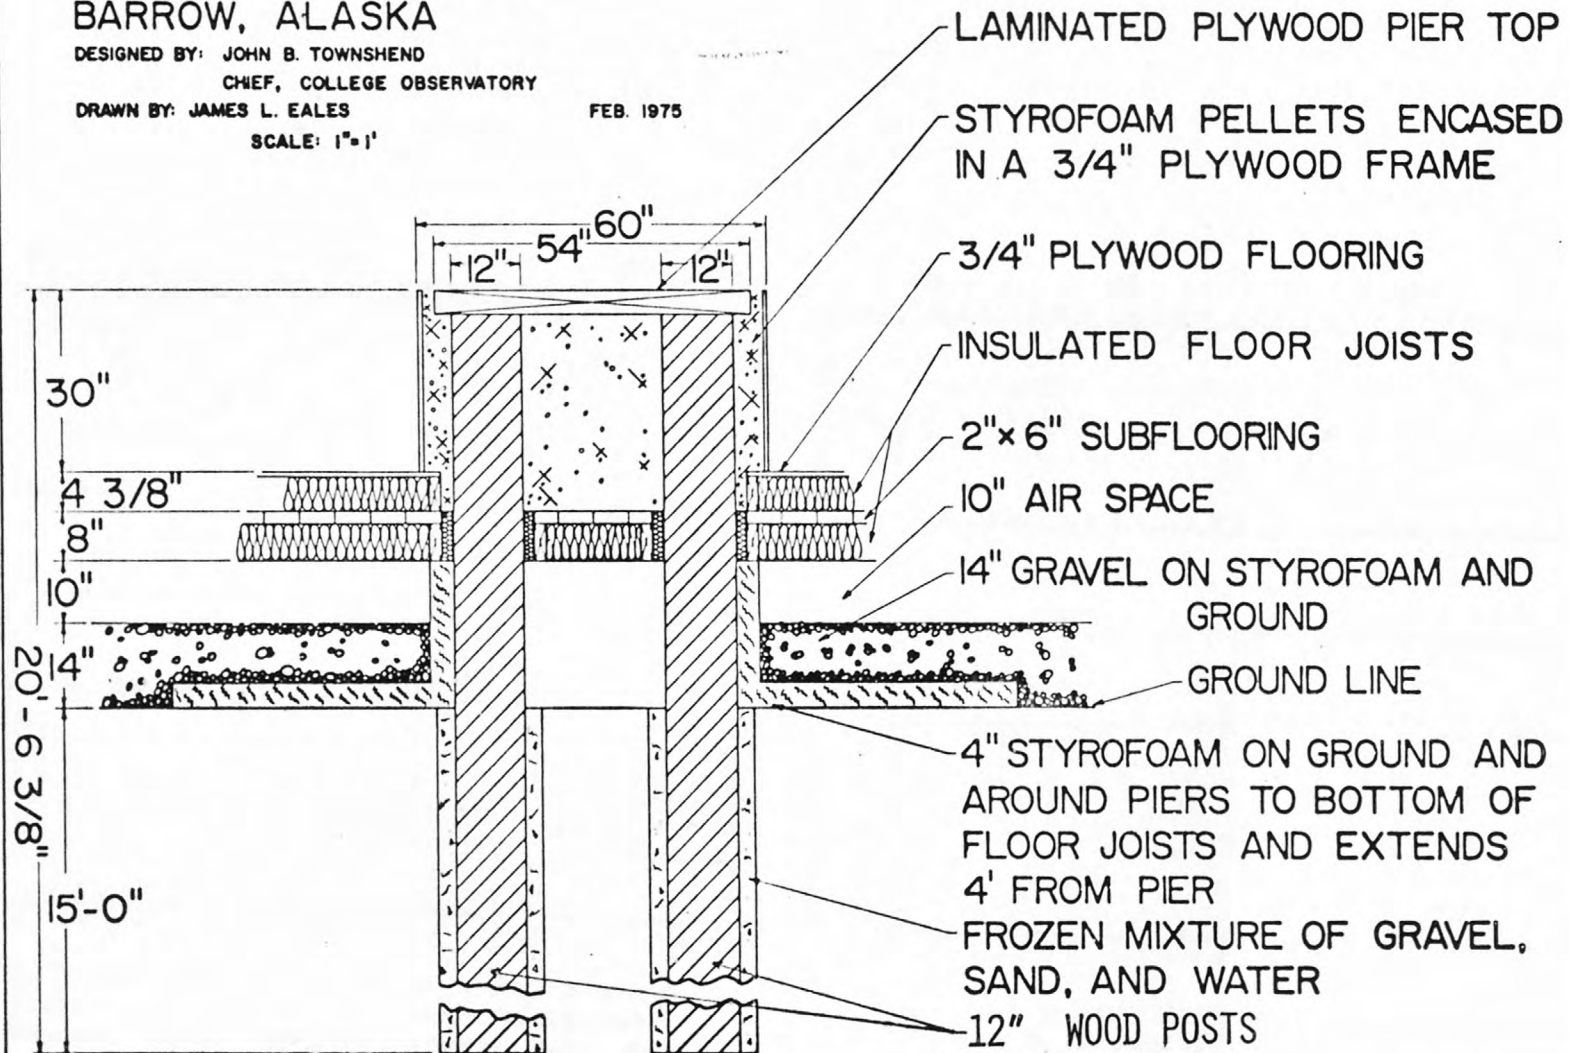 BARROW, ALASKA
DESIGNED BY: JOHN B. TOWNSHEND
CHIEF, COLLEGE OBSERVATORY
DRAWN BY: JAMES L. EALES
FEB. 1975
SCALE: 1"=1'
LAMINATED PLYWOOD PIER TOP
STYROFOAM PELLETS ENCASED
IN A 3/4" PLYWOOD FRAME
3/4" PLYWOOD FLOORING
INSULATED FLOOR JOISTS
2"x 6" SUBFLOORING
10" AIR SPACE
14" GRAVEL ON STYROFOAM AND
GROUND
GROUND LINE
4" STYROFOAM ON GROUND AND
AROUND PIERS TO BOTTOM OF
FLOOR JOISTS AND EXTENDS
4' FROM PIER
FROZEN MIXTURE OF GRAVEL,
SAND, AND WATER
12" WOOD POSTS
60"
54"
12"
12"
30"
4 3/8"
8"
10"
14"
20'-6 3/8"
15'-0"